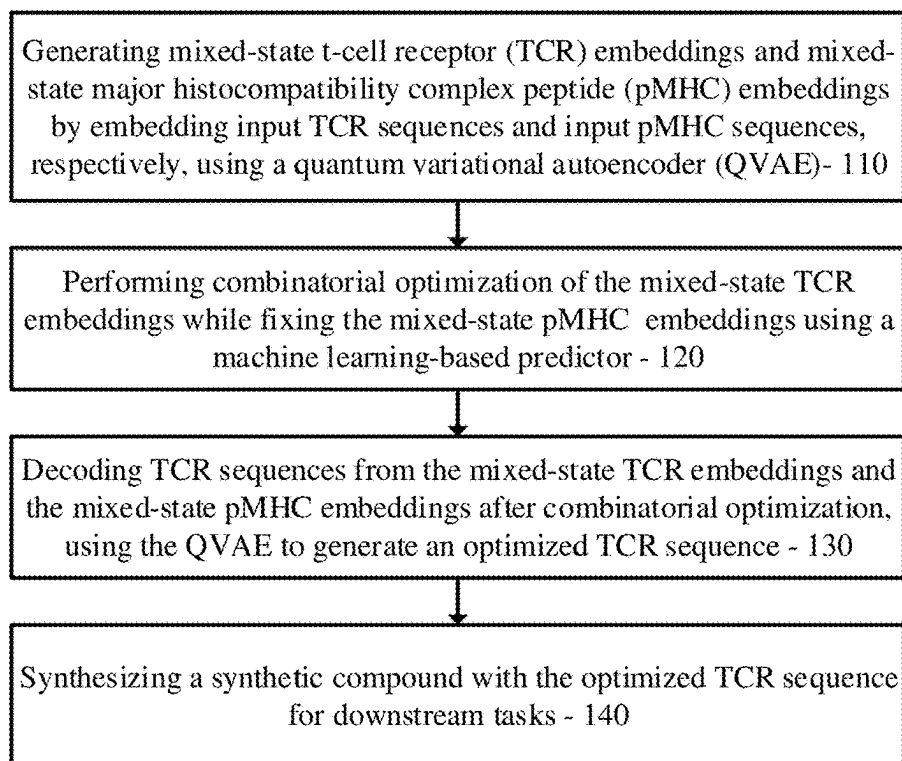 Generating mixed-state t-cell receptor (TCR) embeddings and mixed-
state major histocompatibility complex peptide (pMHC) embeddings
by embedding input TCR sequences and input pMHC sequences,
respectively, using a quantum variational autoencoder (QVAE)- 110
Performing combinatorial optimization of the mixed-state TCR
embeddings while fixing the mixed-state pMHC embeddings using a
machine learning-based predictor - 120
Decoding TCR sequences from the mixed-state TCR embeddings and
the mixed-state pMHC embeddings after combinatorial optimization,
using the QVAE to generate an optimized TCR sequence - 130
Synthesizing a synthetic compound with the optimized TCR sequence
for downstream tasks - 140